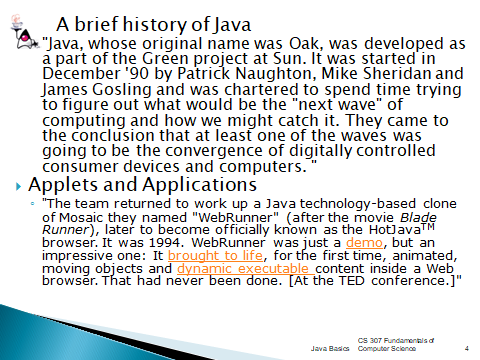 A brief history of Java
"Java, whose original name was Oak, was developed as
a part of the Green project at Sun. It was started in
December '90 by Patrick Naughton, Mike Sheridan and
James Gosling and was chartered to spend time trying
to figure out what would be the "next wave" of
computing and how we might catch it. They came to
the conclusion that at least one of the waves was
going to be the convergence of digitally controlled
consumer devices and computers. "
Applets and Applications
"The team returned to work up a Java technology-based clone
of Mosaic they named "WebRunner" (after the movie Blade
Runner), later to become officially known as the HotJava™
browser. It was 1994. WebRunner was just a demo, but an
impressive one: It brought to life, for the first time, animated,
moving objects and dynamic executable content inside a Web
browser. That had never been done. [At the TED conference.]"
Java Basics
CS 307 Fundamentals of
Computer Science
4